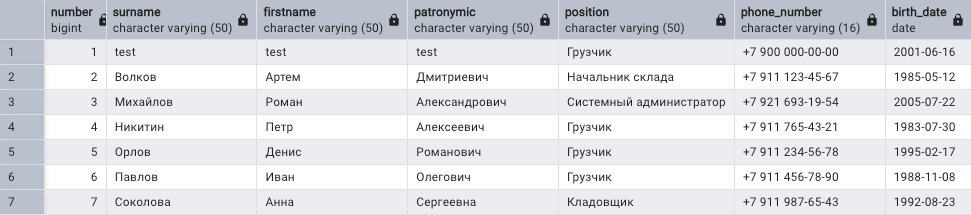 number surname firstname patronymic position phone_number birth_date
bigint character varying (50) character varying (50) character varying (50) character varying (50) character varying (16) date
1 1 test test test Грузчик +7 900 000-00-00 2001-06-16
2 2 Волков Артем Дмитриевич Начальник склада +7 911 123-45-67 1985-05-12
3 3 Михайлов Роман Александрович Системный администратор +7 921 693-19-54 2005-07-22
4 4 Никитин Петр Алексеевич Грузчик +7 911 765-43-21 1983-07-30
5 5 Орлов Денис Романович Грузчик +7 911 234-56-78 1995-02-17
6 6 Павлов Иван Олегович Грузчик +7 911 456-78-90 1988-11-08
7 7 Соколова Анна Сергеевна Кладовщик +7 911 987-65-43 1992-08-23